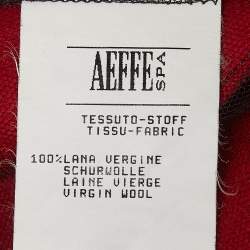 AEFFE SPA
TESSUTO-STOFF
TISSU-FABRIC
100%LANA VERGINE
SCHURWOLLE
LAINE VIERGE
VIRGIN WOOL